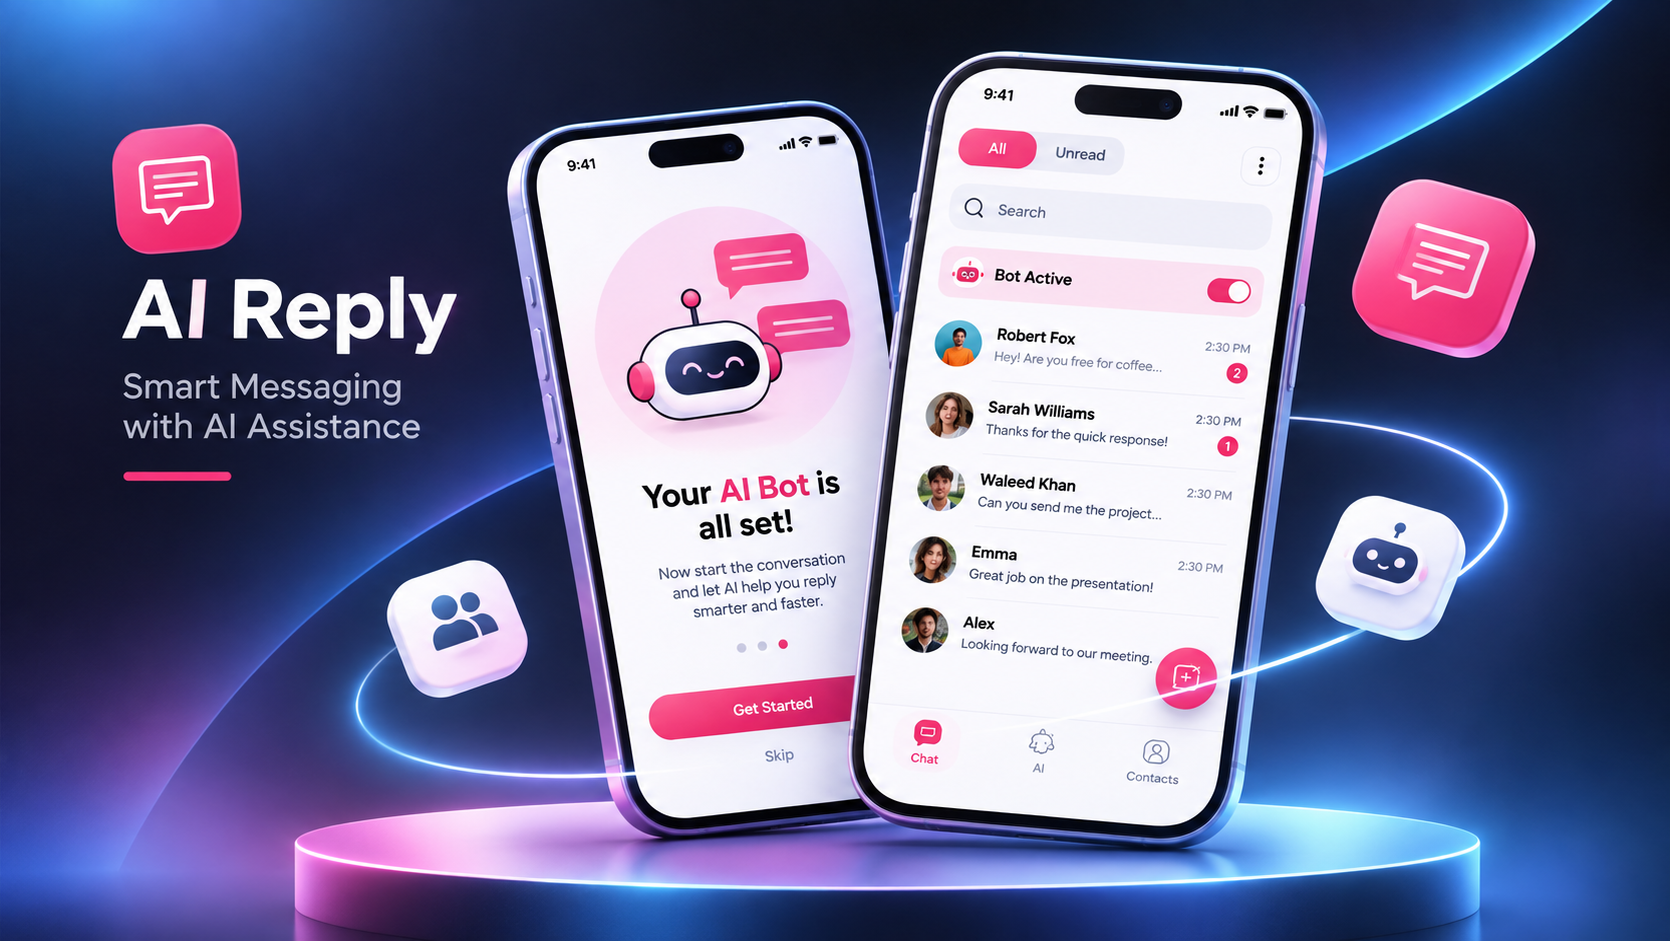 AI Reply
Smart Messaging
with AI Assistance
9:41
Your AI Bot is
all set!
Now start the conversation
and let AI help you reply
smarter and faster.
Get Started
Skip
9:41
All
Unread
Search
Bot Active
Robert Fox
2:30 PM
Hey! Are you free for coffee...
2
Sarah Williams
2:30 PM
Thanks for the quick response!
1
Waleed Khan
2:30 PM
Can you send me the project...
Emma
2:30 PM
Great job on the presentation!
Alex
Looking forward to our meeting.
Chat
AI
Contacts